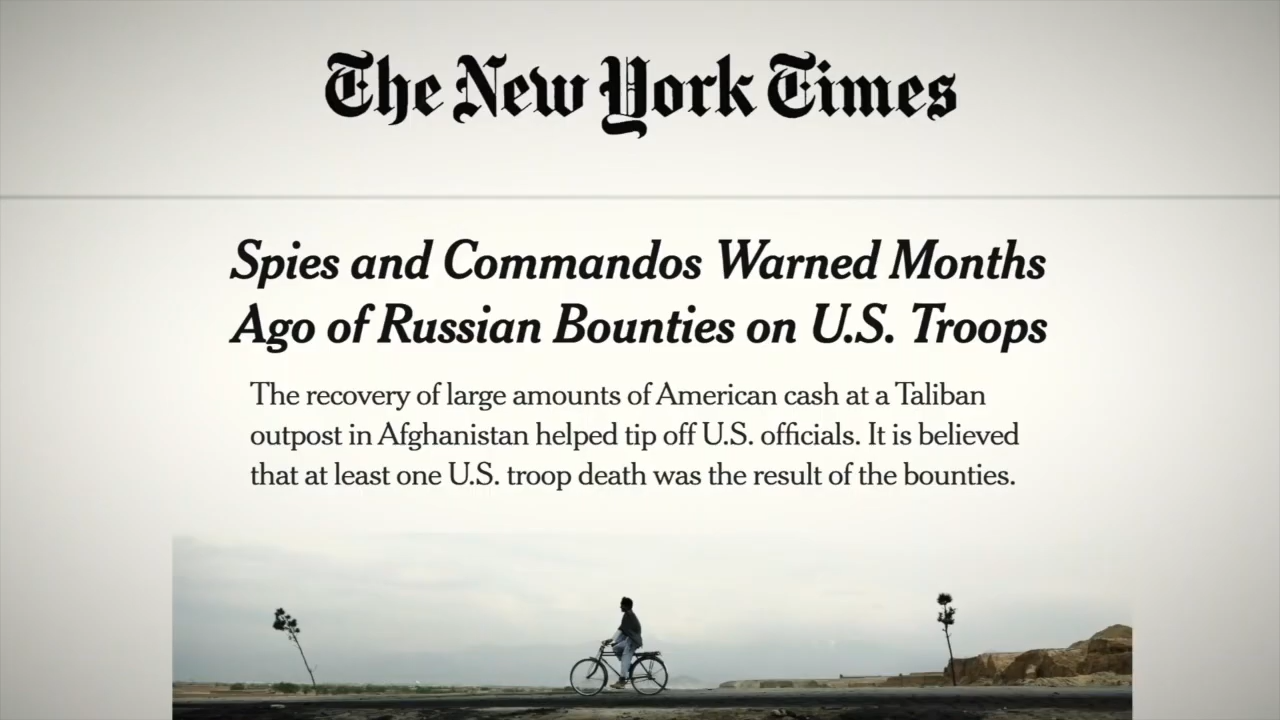 The New York Times
Spies and Commandos Warned Months
Ago of Russian Bounties on U.S. Troops
The recovery of large amounts of American cash at a Taliban
outpost in Afghanistan helped tip off U.S. officials. It is believed
that at least one U.S. troop death was the result of the bounties.